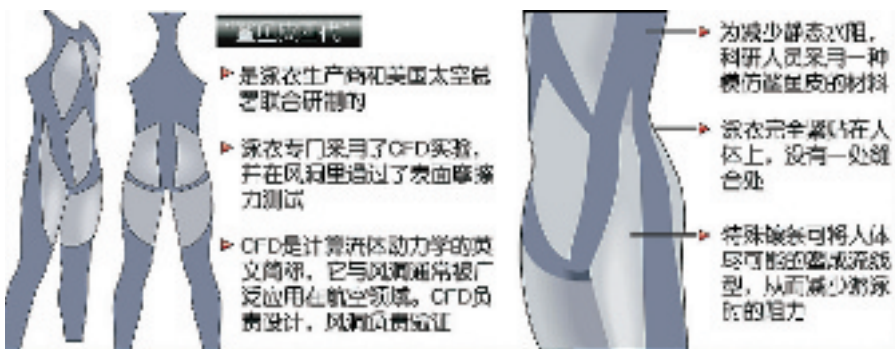 “鲨鱼皮四代”
是泳衣生产商和美国太空总
署联合研制的
泳衣专门采用了CFD实验，
并在风洞里通过了表面摩擦
力测试
CFD是计算流体动力学的英
文简称，它与风洞通常被广
泛应用在航空领域。CFD负
责设计，风洞负责验证
为减少静态水阻，
科研人员采用一种
模仿鲨鱼皮的材料
泳衣完全紧贴在人
体上，没有一处缝
合处
特殊镶条可将人体
尽可能的塑成流线
型，从而减少游泳
时的阻力